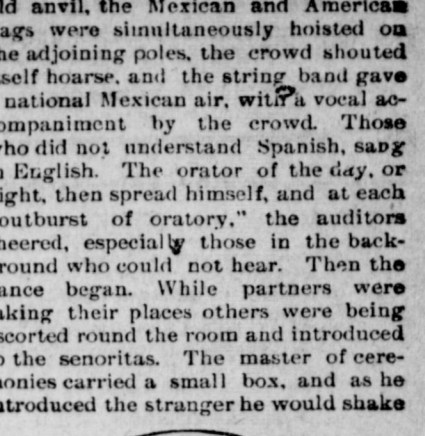 ld anvil, the Mexican and American
ags were simultaneously hoisted on
he adjoining poles, the crowd shouted
self hoarse, and the string band gave
national Mexican air, with a vocal ac-
ompaniment by the crowd. Those
ho did not understand Spanish, sang
n English. The orator of the day, or
ight, then spread himself, and at each
outburst of oratory," the auditors
heered, especially those in the back-
round who could not hear. Then the
ance began. While partners were
aking their places others were being
scorted round the room and introduced
o the senoritas. The master of cere-
monies carried a small box, and as he
ntroduced the stranger he would shake